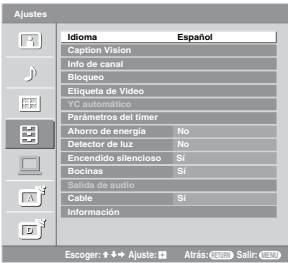 Ajustes
Idioma Español
Caption Vision
Info de canal
Bloqueo
Etiqueta de Video
YC automático
Parámetros del timer
Ahorro de energía No
Detector de luz No
Encendido silencioso Sí
Bocinas Sí
Salida de audio
Cable Sí
Información
A
D
Escoger: Ajuste: Atrás: RETURN Salir: MENU